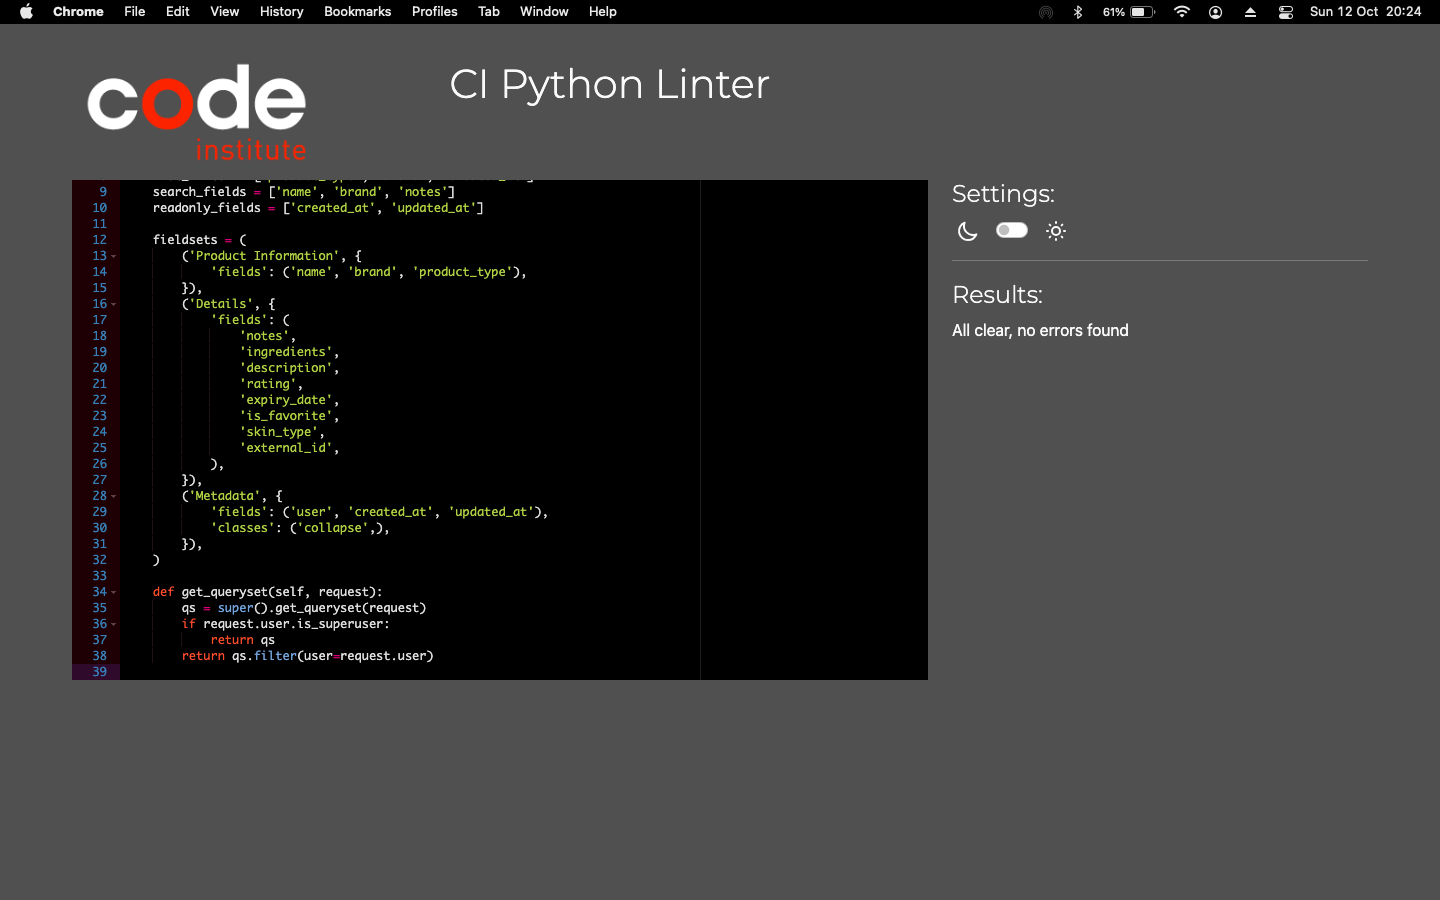 Chrome File Edit View History Bookmarks Profiles Tab Window Help 61% Sun 12 Oct 20:24
code
institute
CI Python Linter
9 search_fields = ['name', 'brand', 'notes']
10 readonly_fields = ['created_at', 'updated_at']
11
12 fieldsets = (
13 ('Product Information', {
14 'fields': ('name', 'brand', 'product_type'),
15 }),
16 ('Details', {
17 'fields': (
18 'notes',
19 'ingredients',
20 'description',
21 'rating',
22 'expiry_date',
23 'is_favorite',
24 'skin_type',
25 'external_id',
26 ),
27 }),
28 ('Metadata', {
29 'fields': ('user', 'created_at', 'updated_at'),
30 'classes': ('collapse',),
31 }),
32 )
33
34 def get_queryset(self, request):
35 qs = super().get_queryset(request)
36 if request.user.is_superuser:
37 return qs
38 return qs.filter(user=request.user)
39
Settings:
Results:
All clear, no errors found